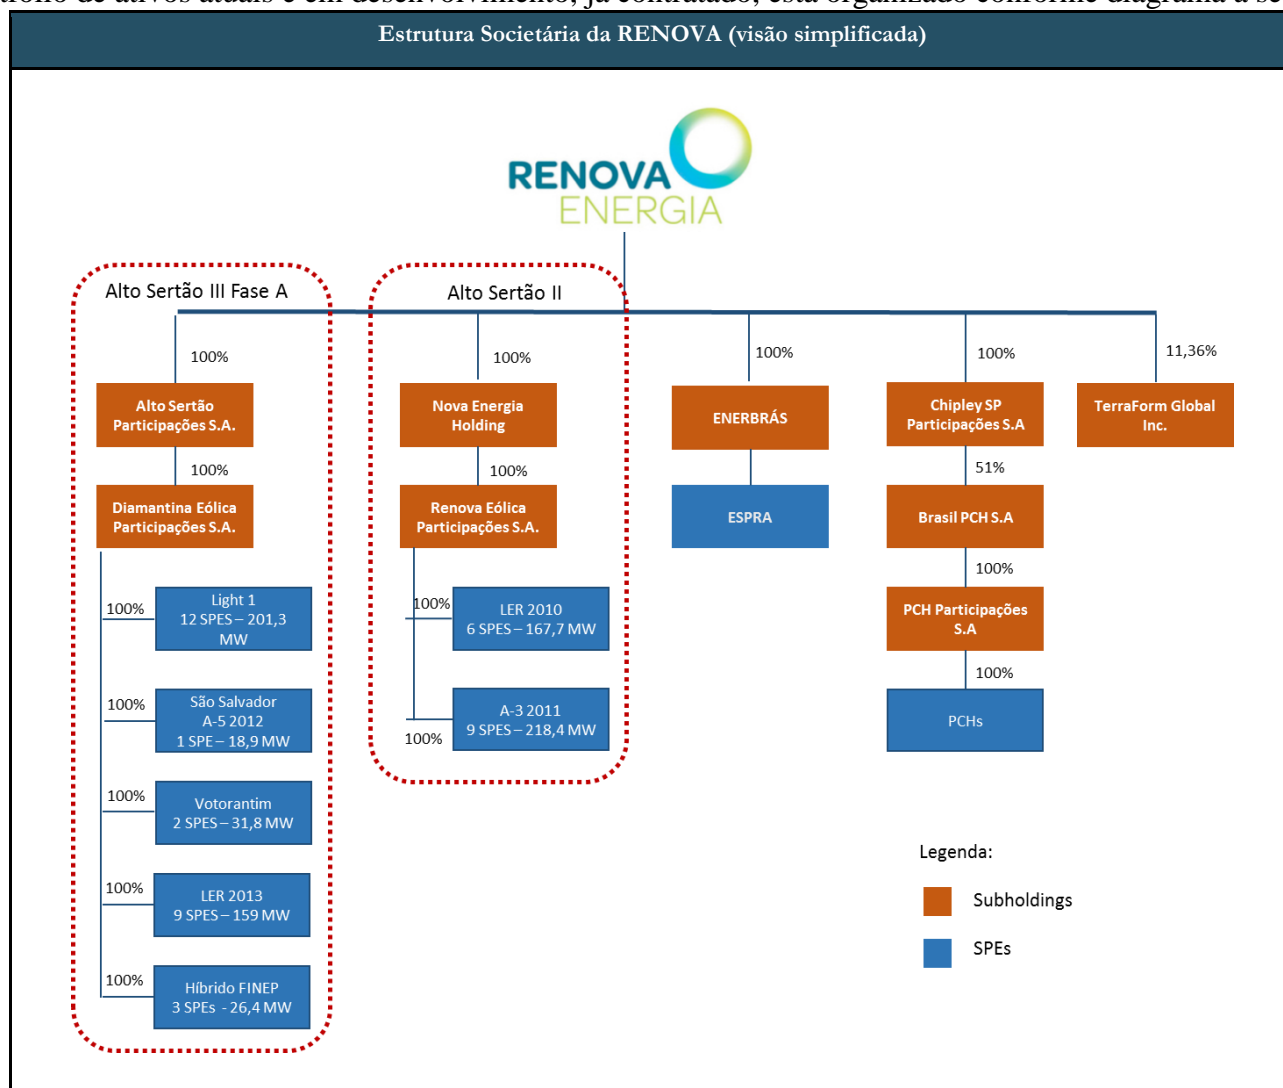 Estrutura Societária da RENOVA (visão simplificada)
RENOVA
ENERGIA
Alto Sertão III Fase A
Alto Sertão II
100%
100%
100%
100%
11,36%
Alto Sertão
Participações S.A.
Nova Energia
Holding
ENERBRÁS
Chipley SP
Participações S.A
TerraForm Global
Inc.
100%
100%
51%
Diamantina Eólica
Participações S.A.
Renova Eólica
Participações S.A.
ESPRA
Brasil PCH S.A
100%
100%
100%
Light 1
12 SPES – 201,3
MW
LER 2010
6 SPES – 167,7 MW
PCH Participações
S.A
100%
100%
100%
São Salvador
A-5 2012
1 SPE – 18,9 MW
A-3 2011
9 SPES – 218,4 MW
PCHs
100%
Votorantim
2 SPES – 31,8 MW
100%
LER 2013
9 SPES – 159 MW
100%
Híbrido FINEP
3 SPEs - 26,4 MW
Legenda:
Subholdings
SPEs